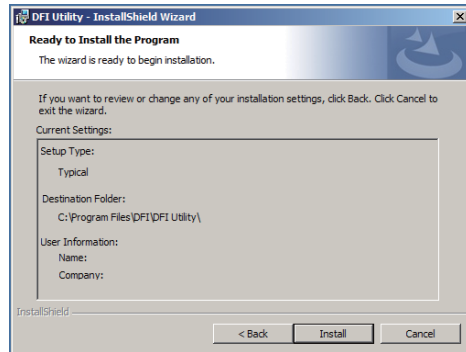 DFI Utility - InstallShield Wizard
Ready to Install the Program
The wizard is ready to begin installation.
If you want to review or change any of your installation settings, click Back. Click Cancel to
exit the wizard.
Current Settings:
Setup Type:
Typical
Destination Folder:
C:\Program Files\DFI\DFI Utility\
User Information:
Name:
Company:
InstallShield
< Back Install Cancel